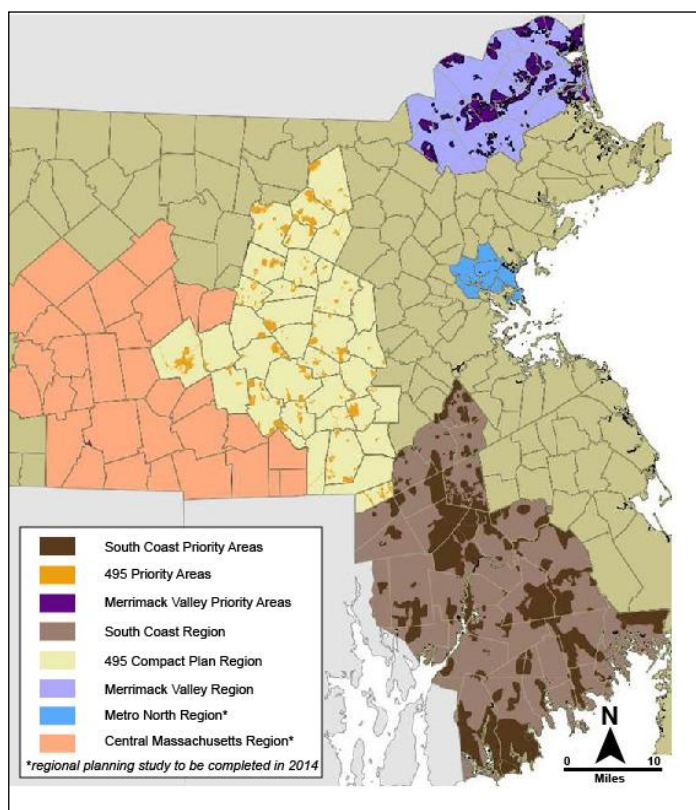 South Coast Priority Areas
495 Priority Areas
Merrimack Valley Priority Areas
South Coast Region
495 Compact Plan Region
Merrimack Valley Region
Metro North Region*
Central Massachusetts Region*
*regional planning study to be completed in 2014
N
0 10
Miles